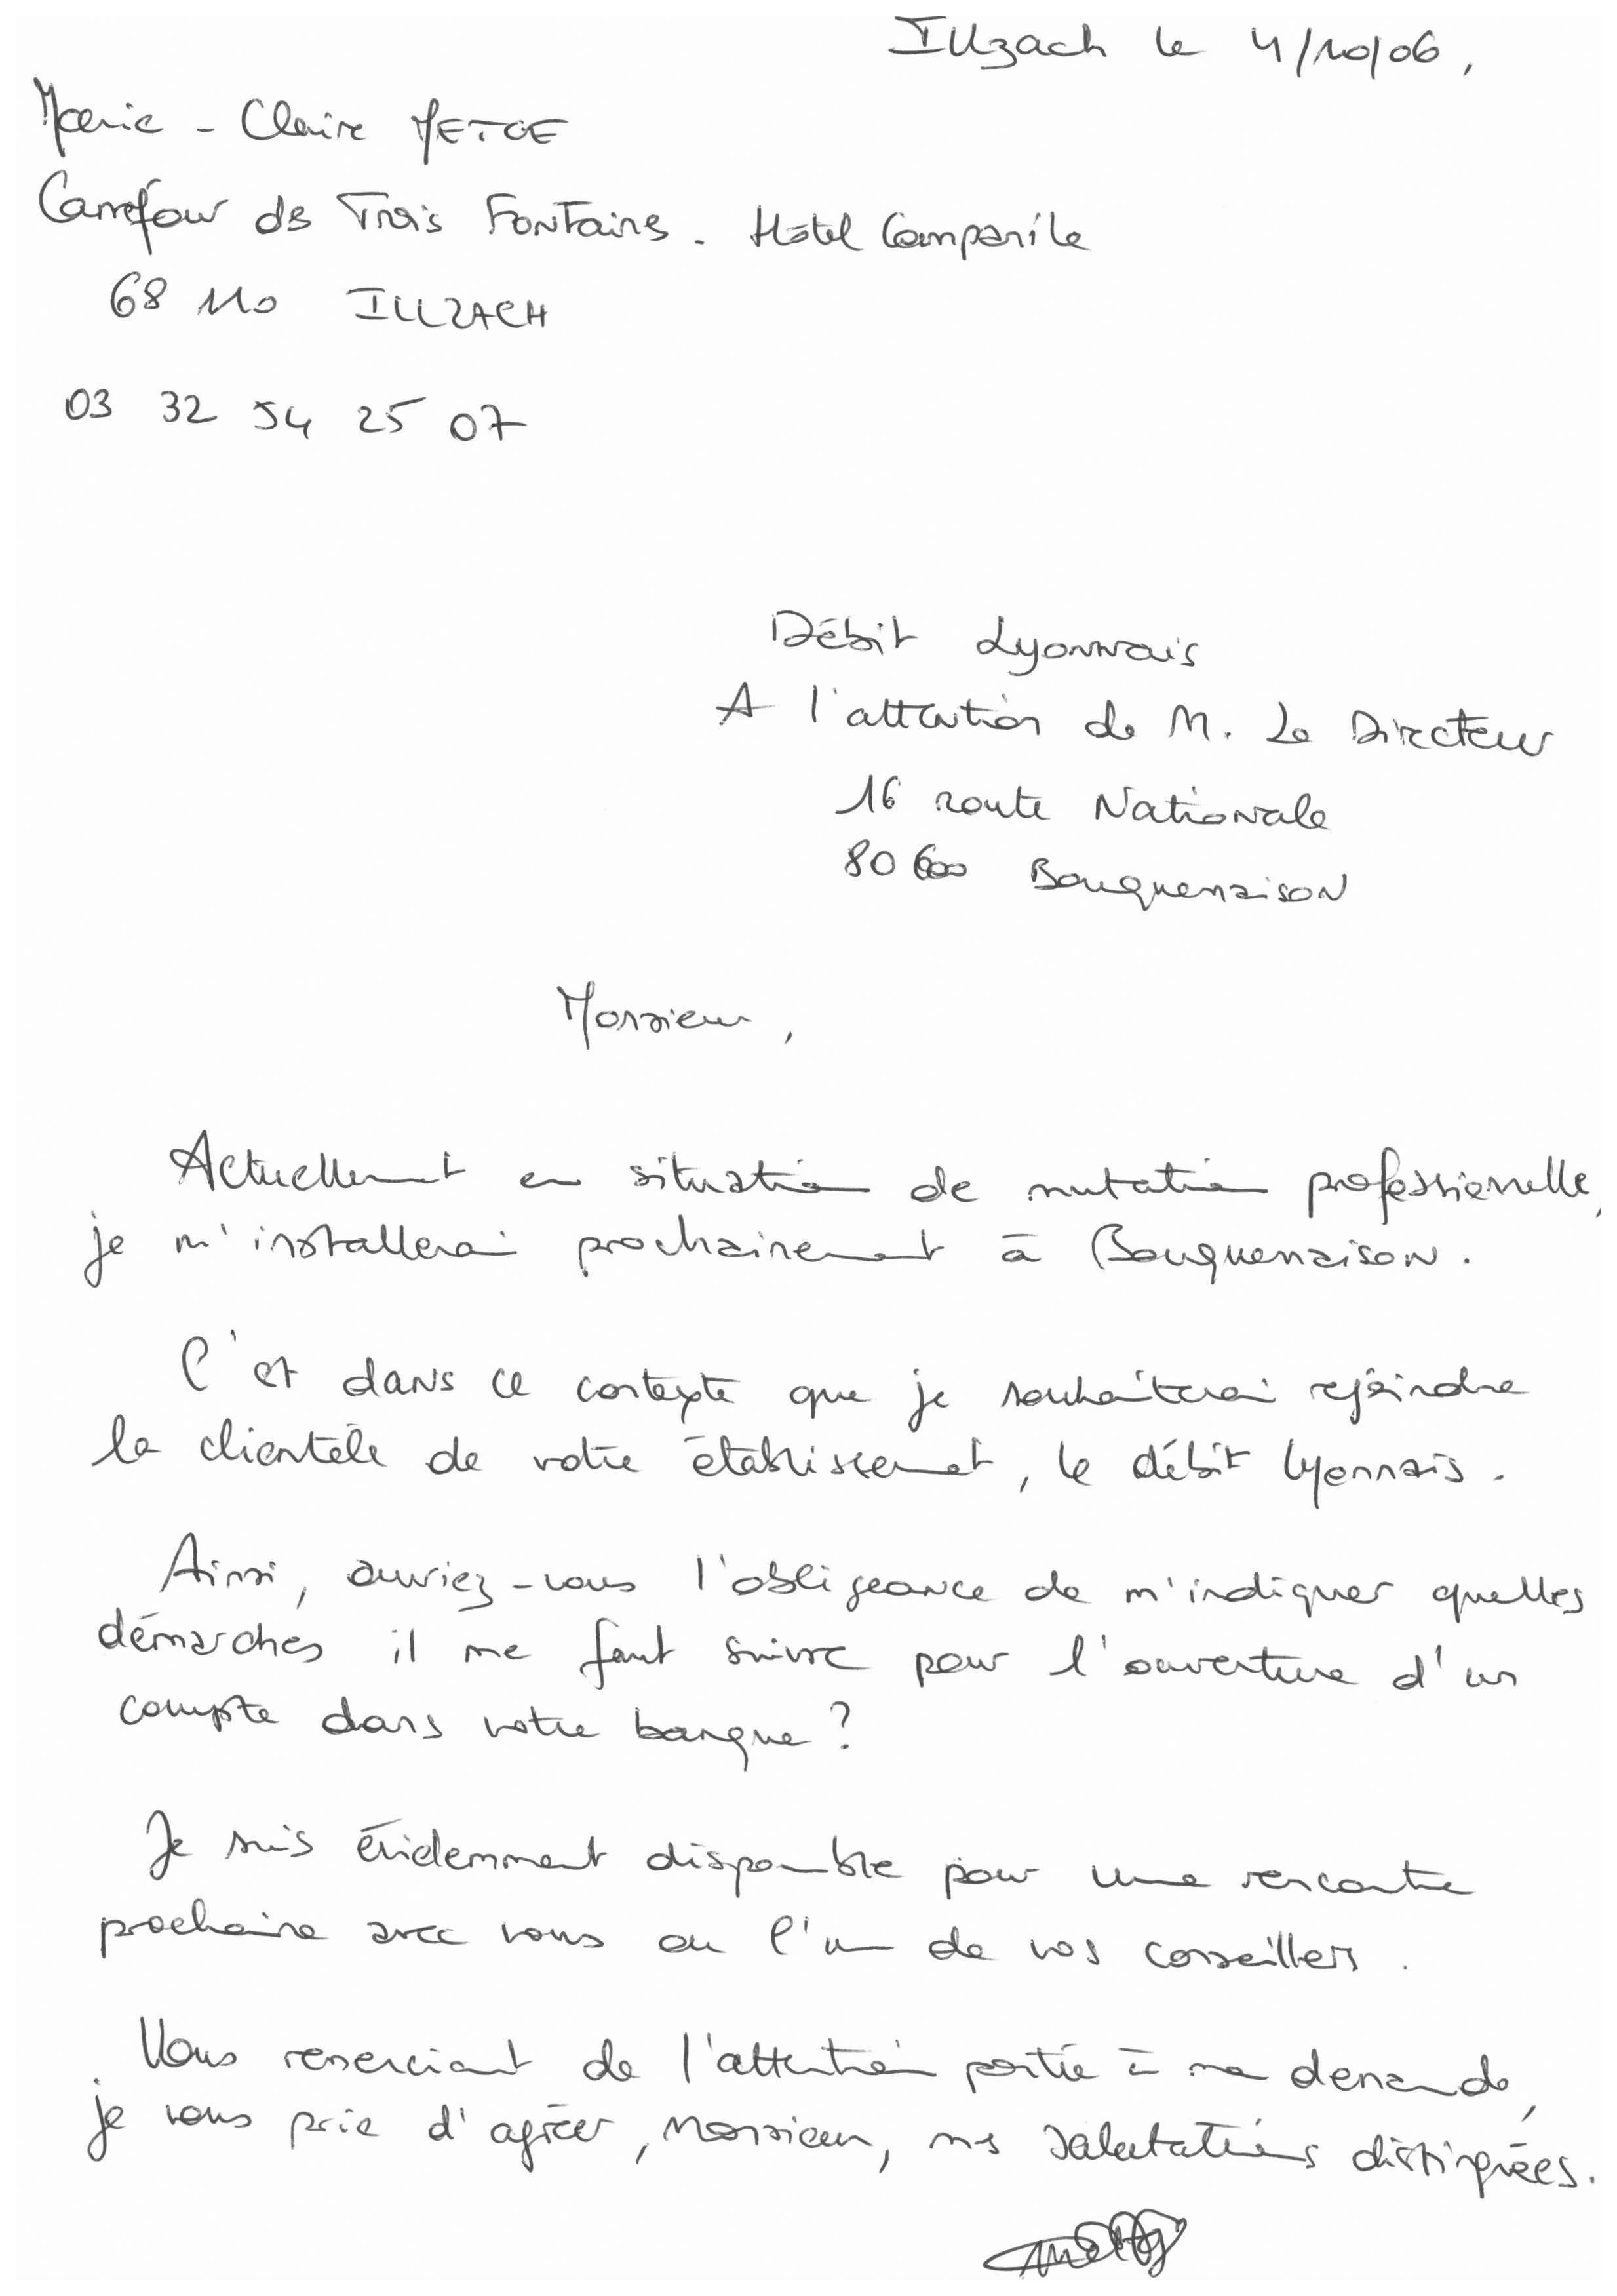 Illzach le 4/10/06,
Marie - Claire METGE
Carrefour des Trois Fontaines. Hôtel Campanile
68 110 ILLZACH
03 32 54 25 07
Débit Lyonnais
A l'attention de M. Le Directeur
16 route Nationale
80 600 Bouquemaison
Monsieur,
Actuellement en situation de mutation professionnelle,
je m'installerai prochainement à Bouquemaison.
C'est dans ce contexte que je souhaiterai rejoindre
la clientèle de votre établissement, le débit lyonnais.
Ainsi, auriez-vous l'obligeance de m'indiquer quelles
démarches il me faut suivre pour l'ouverture d'un
compte dans votre banque ?
Je suis évidemment disponible pour une rencontre
prochaine avec vous ou l'un de vos conseillers.
Vous remerciant de l'attention portée à ma demande,
je vous prie d'agréer, Monsieur, mes salutations distinguées.